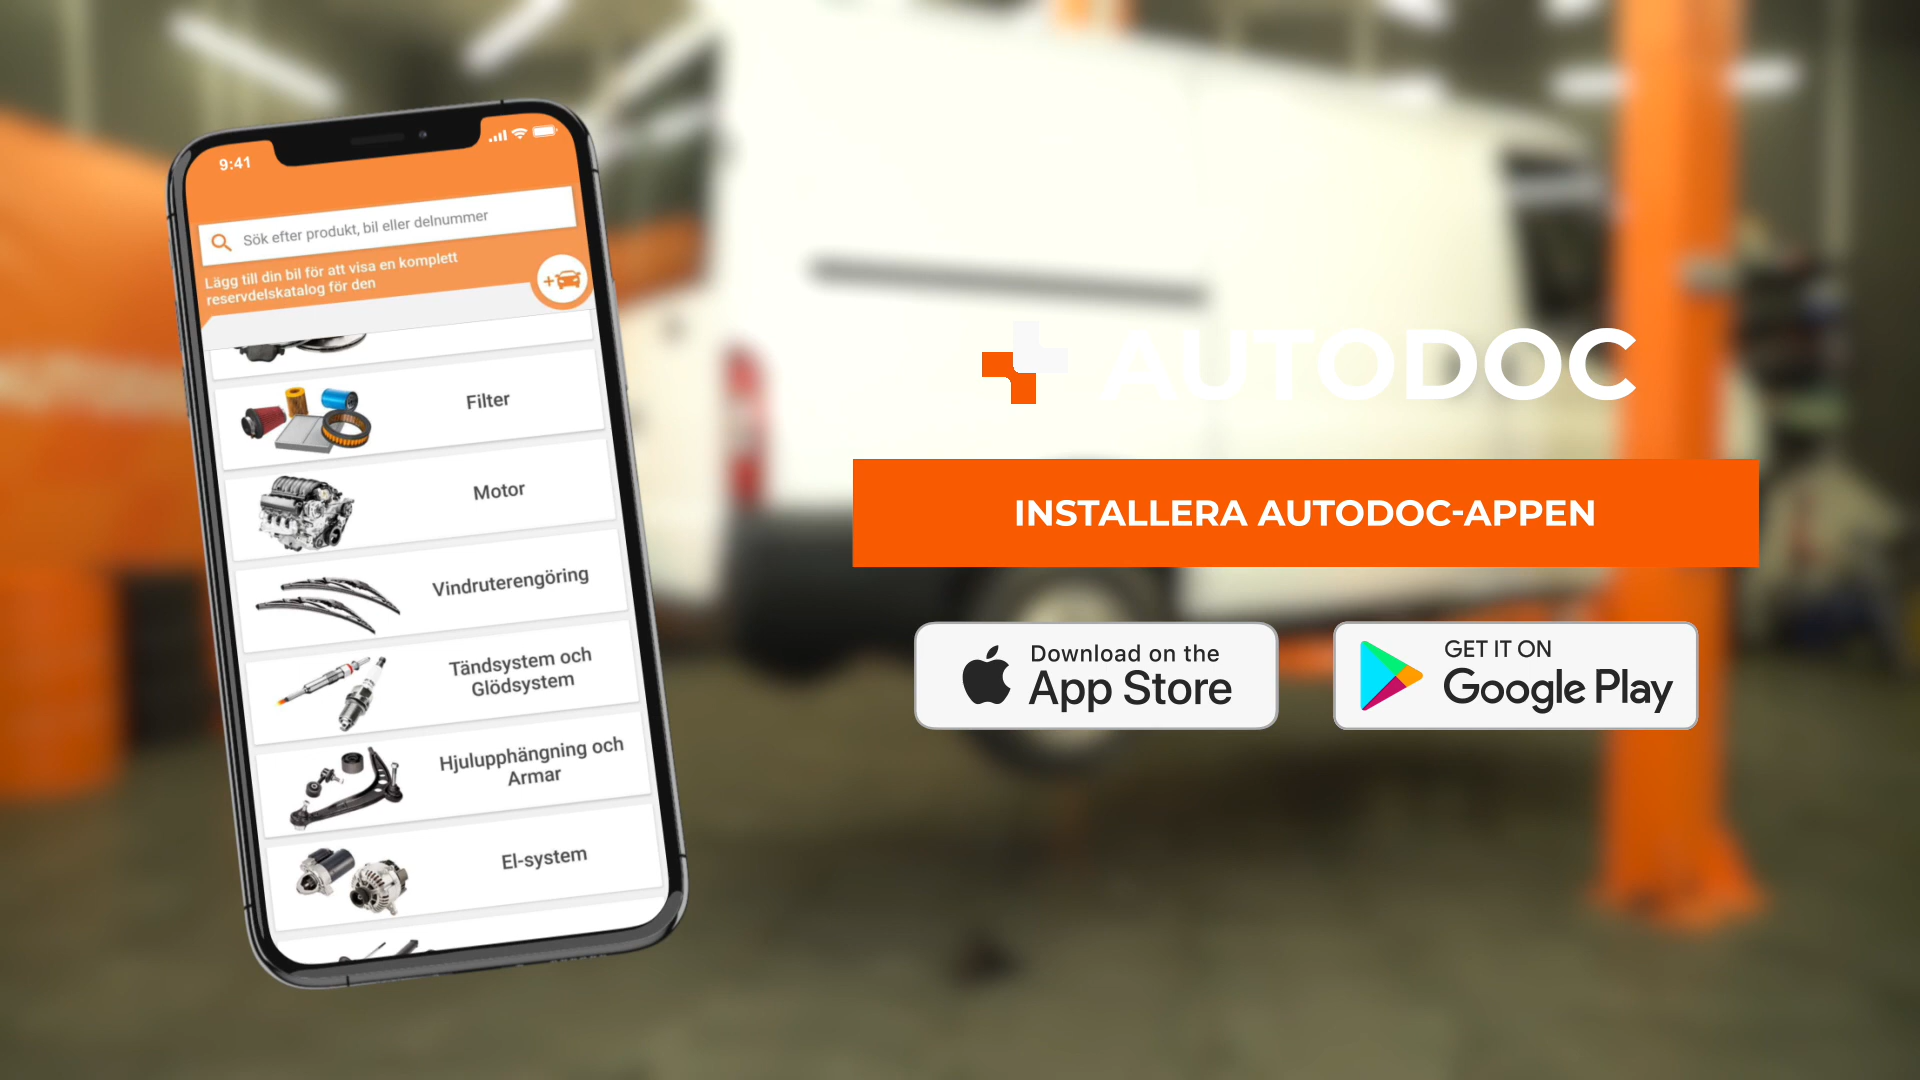 9:41
Sök efter produkt, bil eller delnummer
Lägg till din bil för att visa en komplett
reservdelskatalog för den
Filter
Motor
Vindruterengöring
Tändsystem och
Glödsystem
Hjulupphängning och
Armar
El-system
AUTODOC
INSTALLERA AUTODOC-APPEN
Download on the
App Store
GET IT ON
Google Play